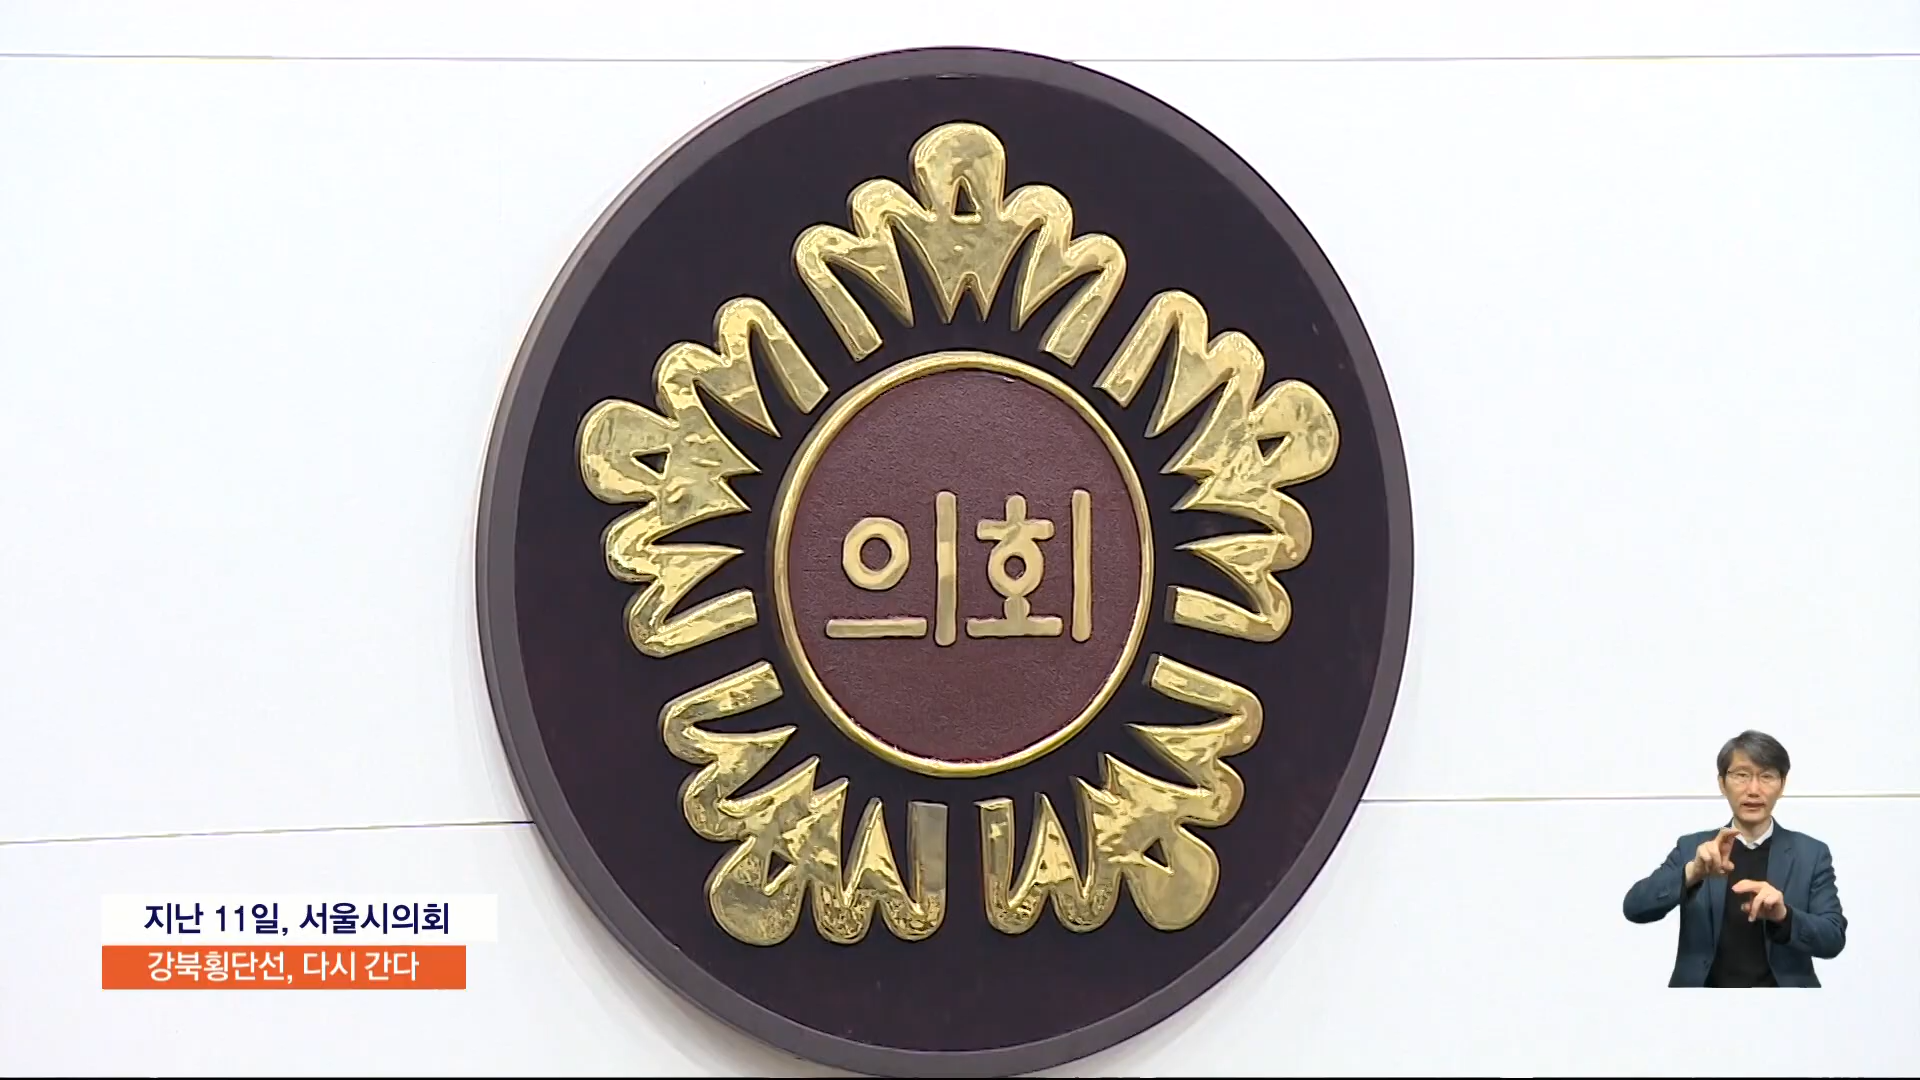 의회
지난 11일, 서울시의회
강북횡단선, 다시 간다